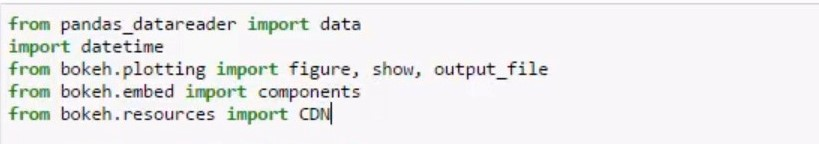 from pandas_datareader import data
import datetime
from bokeh.plotting import figure, show, output_file
from bokeh.embed import components
from bokeh.resources import CDN